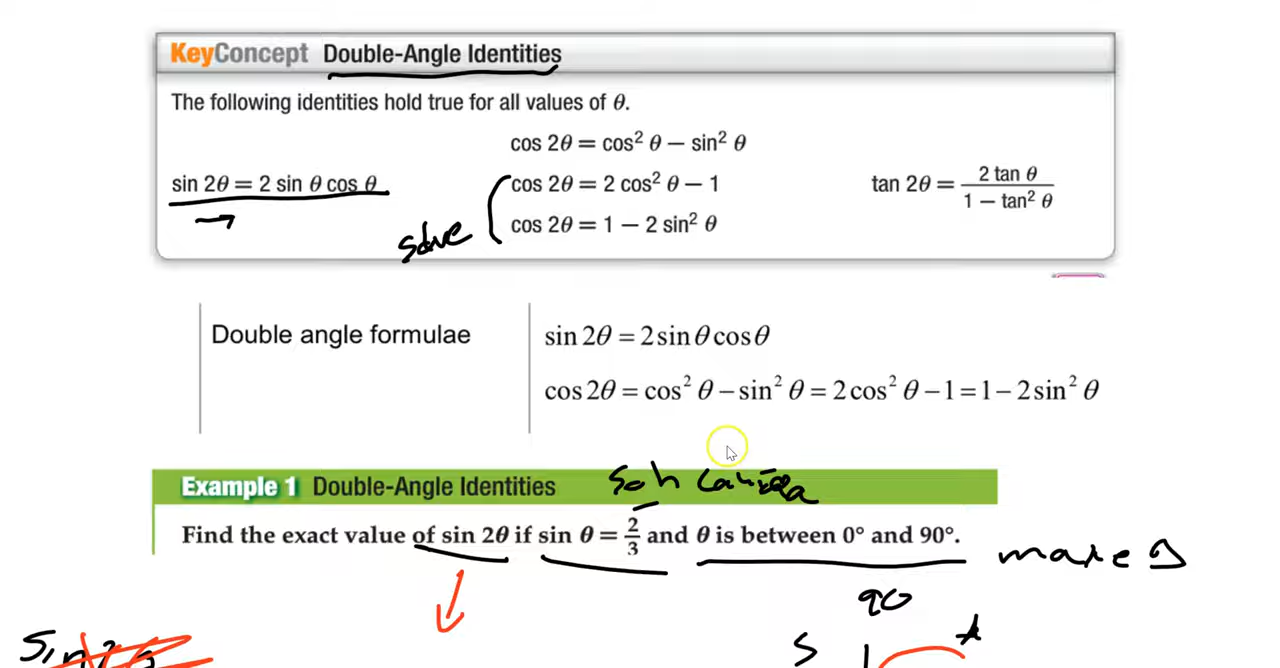 KeyConcept Double-Angle Identities
The following identities hold true for all values of θ.
cos 2θ = cos² θ − sin² θ
sin 2θ = 2 sin θ cos θ
cos 2θ = 2 cos² θ − 1
cos 2θ = 1 − 2 sin² θ
tan 2θ = 2 tan θ / 1 − tan² θ
solve
Double angle formulae
sin 2θ = 2 sin θ cos θ
cos 2θ = cos² θ − sin² θ = 2 cos² θ − 1 = 1 − 2 sin² θ
Example 1 Double-Angle Identities
Soh
Find the exact value of sin 2θ if sin θ = 2/3 and θ is between 0° and 90°.
make
90
S
A